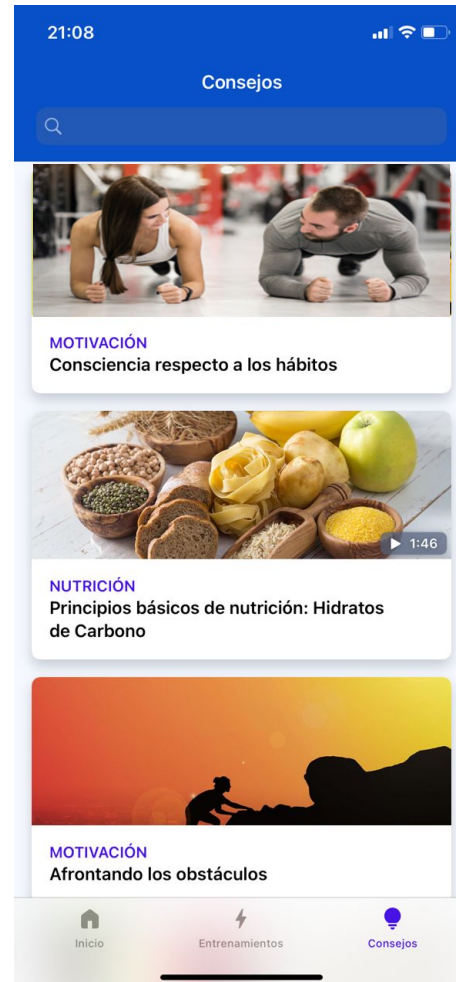 21:08
Consejos
MOTIVACIÓN
Consciencia respecto a los hábitos
1:46
NUTRICIÓN
Principios básicos de nutrición: Hidratos
de Carbono
MOTIVACIÓN
Afrontando los obstáculos
Inicio
Entrenamientos
Consejos